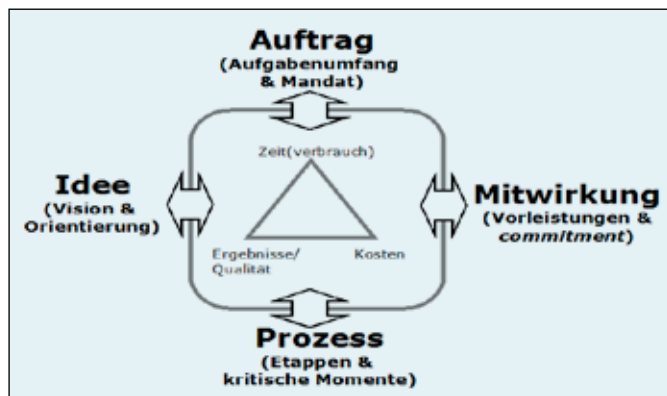 Auftrag
(Aufgabenumfang
& Mandat)
Zeit(verbrauch)
Idee
(Vision &
Orientierung)
Mitwirkung
(Vorleistungen &
commitment)
Ergebnisse/
Qualität
Kosten
Prozess
(Etappen &
kritische Momente)